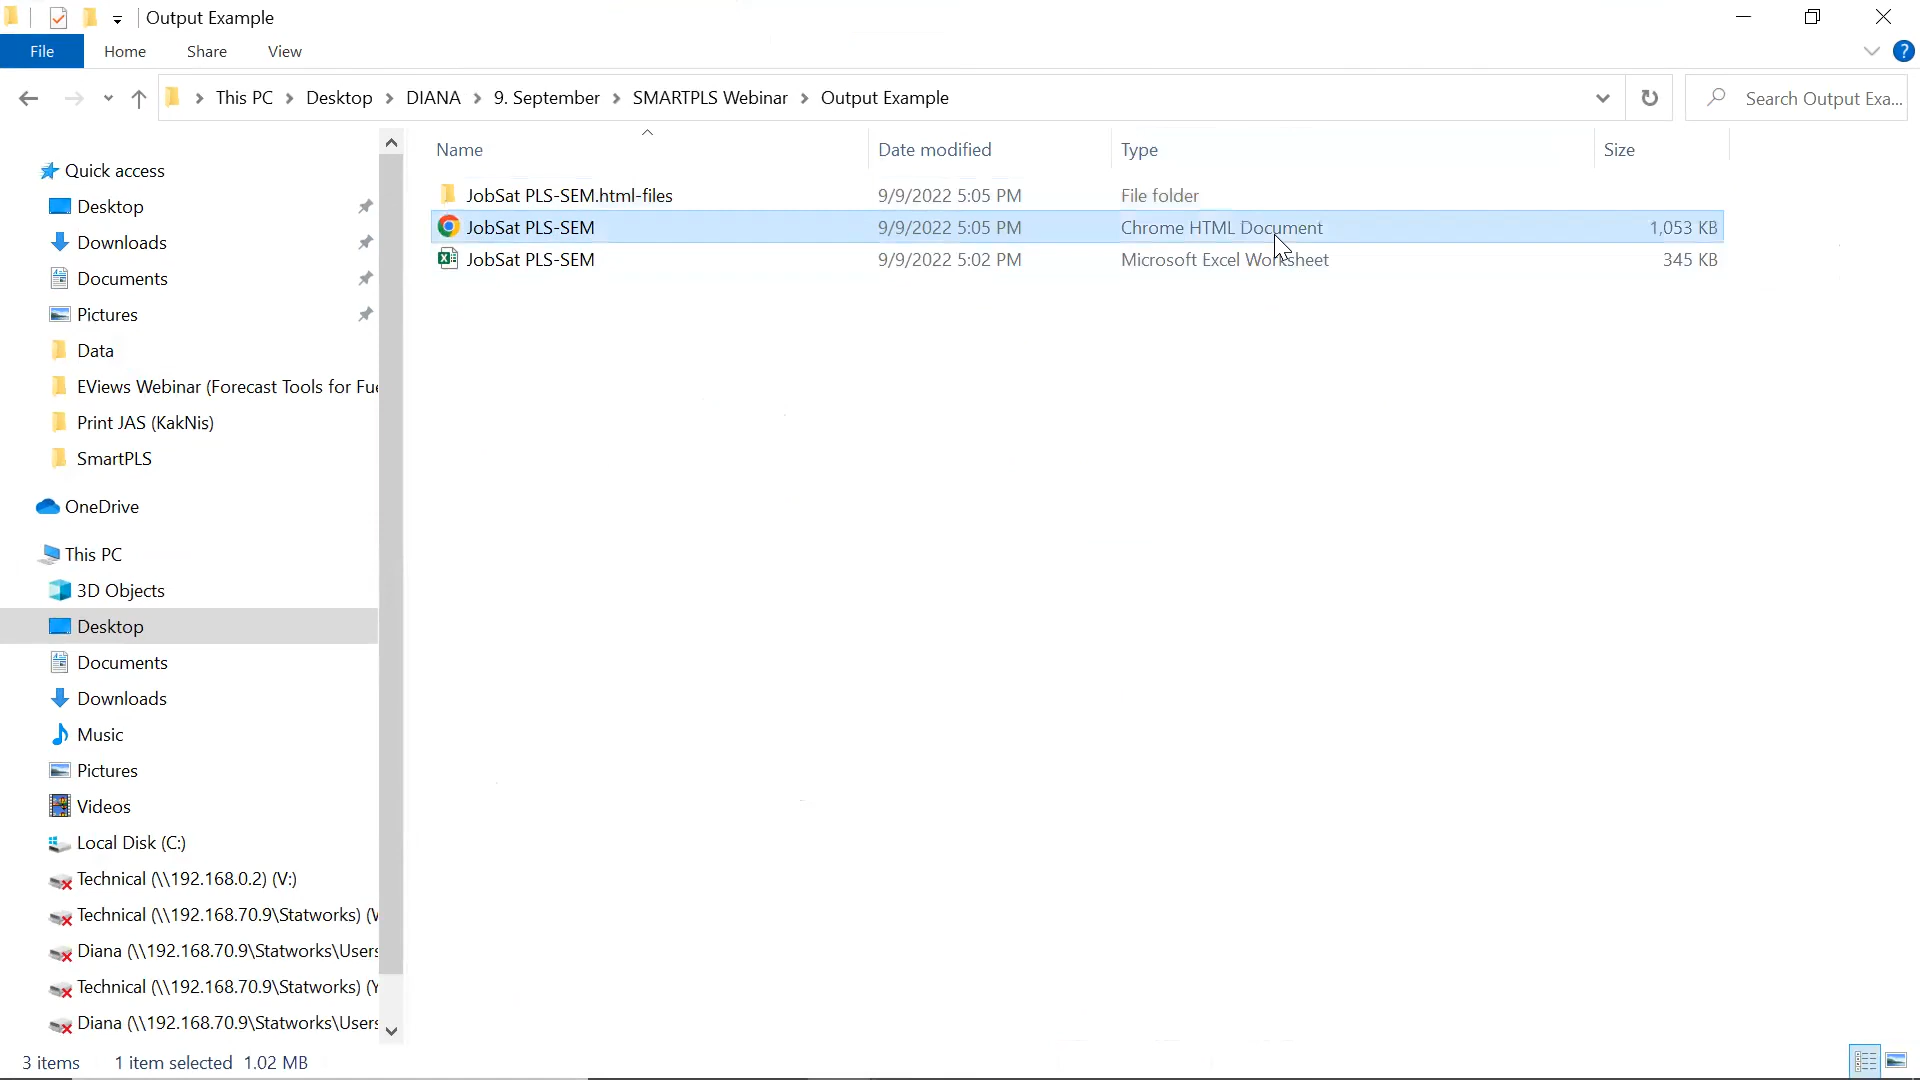 Output Example
File Home Share View
This PC Desktop DIANA 9. September SMARTPLS Webinar Output Example
Search Output Exa...
Name Date modified Type Size
JobSat PLS-SEM.html-files 9/9/2022 5:05 PM File folder
JobSat PLS-SEM 9/9/2022 5:05 PM Chrome HTML Document 1,053 KB
JobSat PLS-SEM 9/9/2022 5:02 PM Microsoft Excel Worksheet 345 KB
Quick access
Desktop
Downloads
Documents
Pictures
Data
EViews Webinar (Forecast Tools for Fue
Print JAS (KakNis)
SmartPLS
OneDrive
This PC
3D Objects
Desktop
Documents
Downloads
Music
Pictures
Videos
Local Disk (C:)
Technical (\\192.168.0.2) (V:)
Technical (\\192.168.70.9\Statworks) (
Diana (\\192.168.70.9\Statworks\Users
Technical (\\192.168.70.9\Statworks) (Y
Diana (\\192.168.70.9\Statworks\Users
3 items 1 item selected 1.02 MB